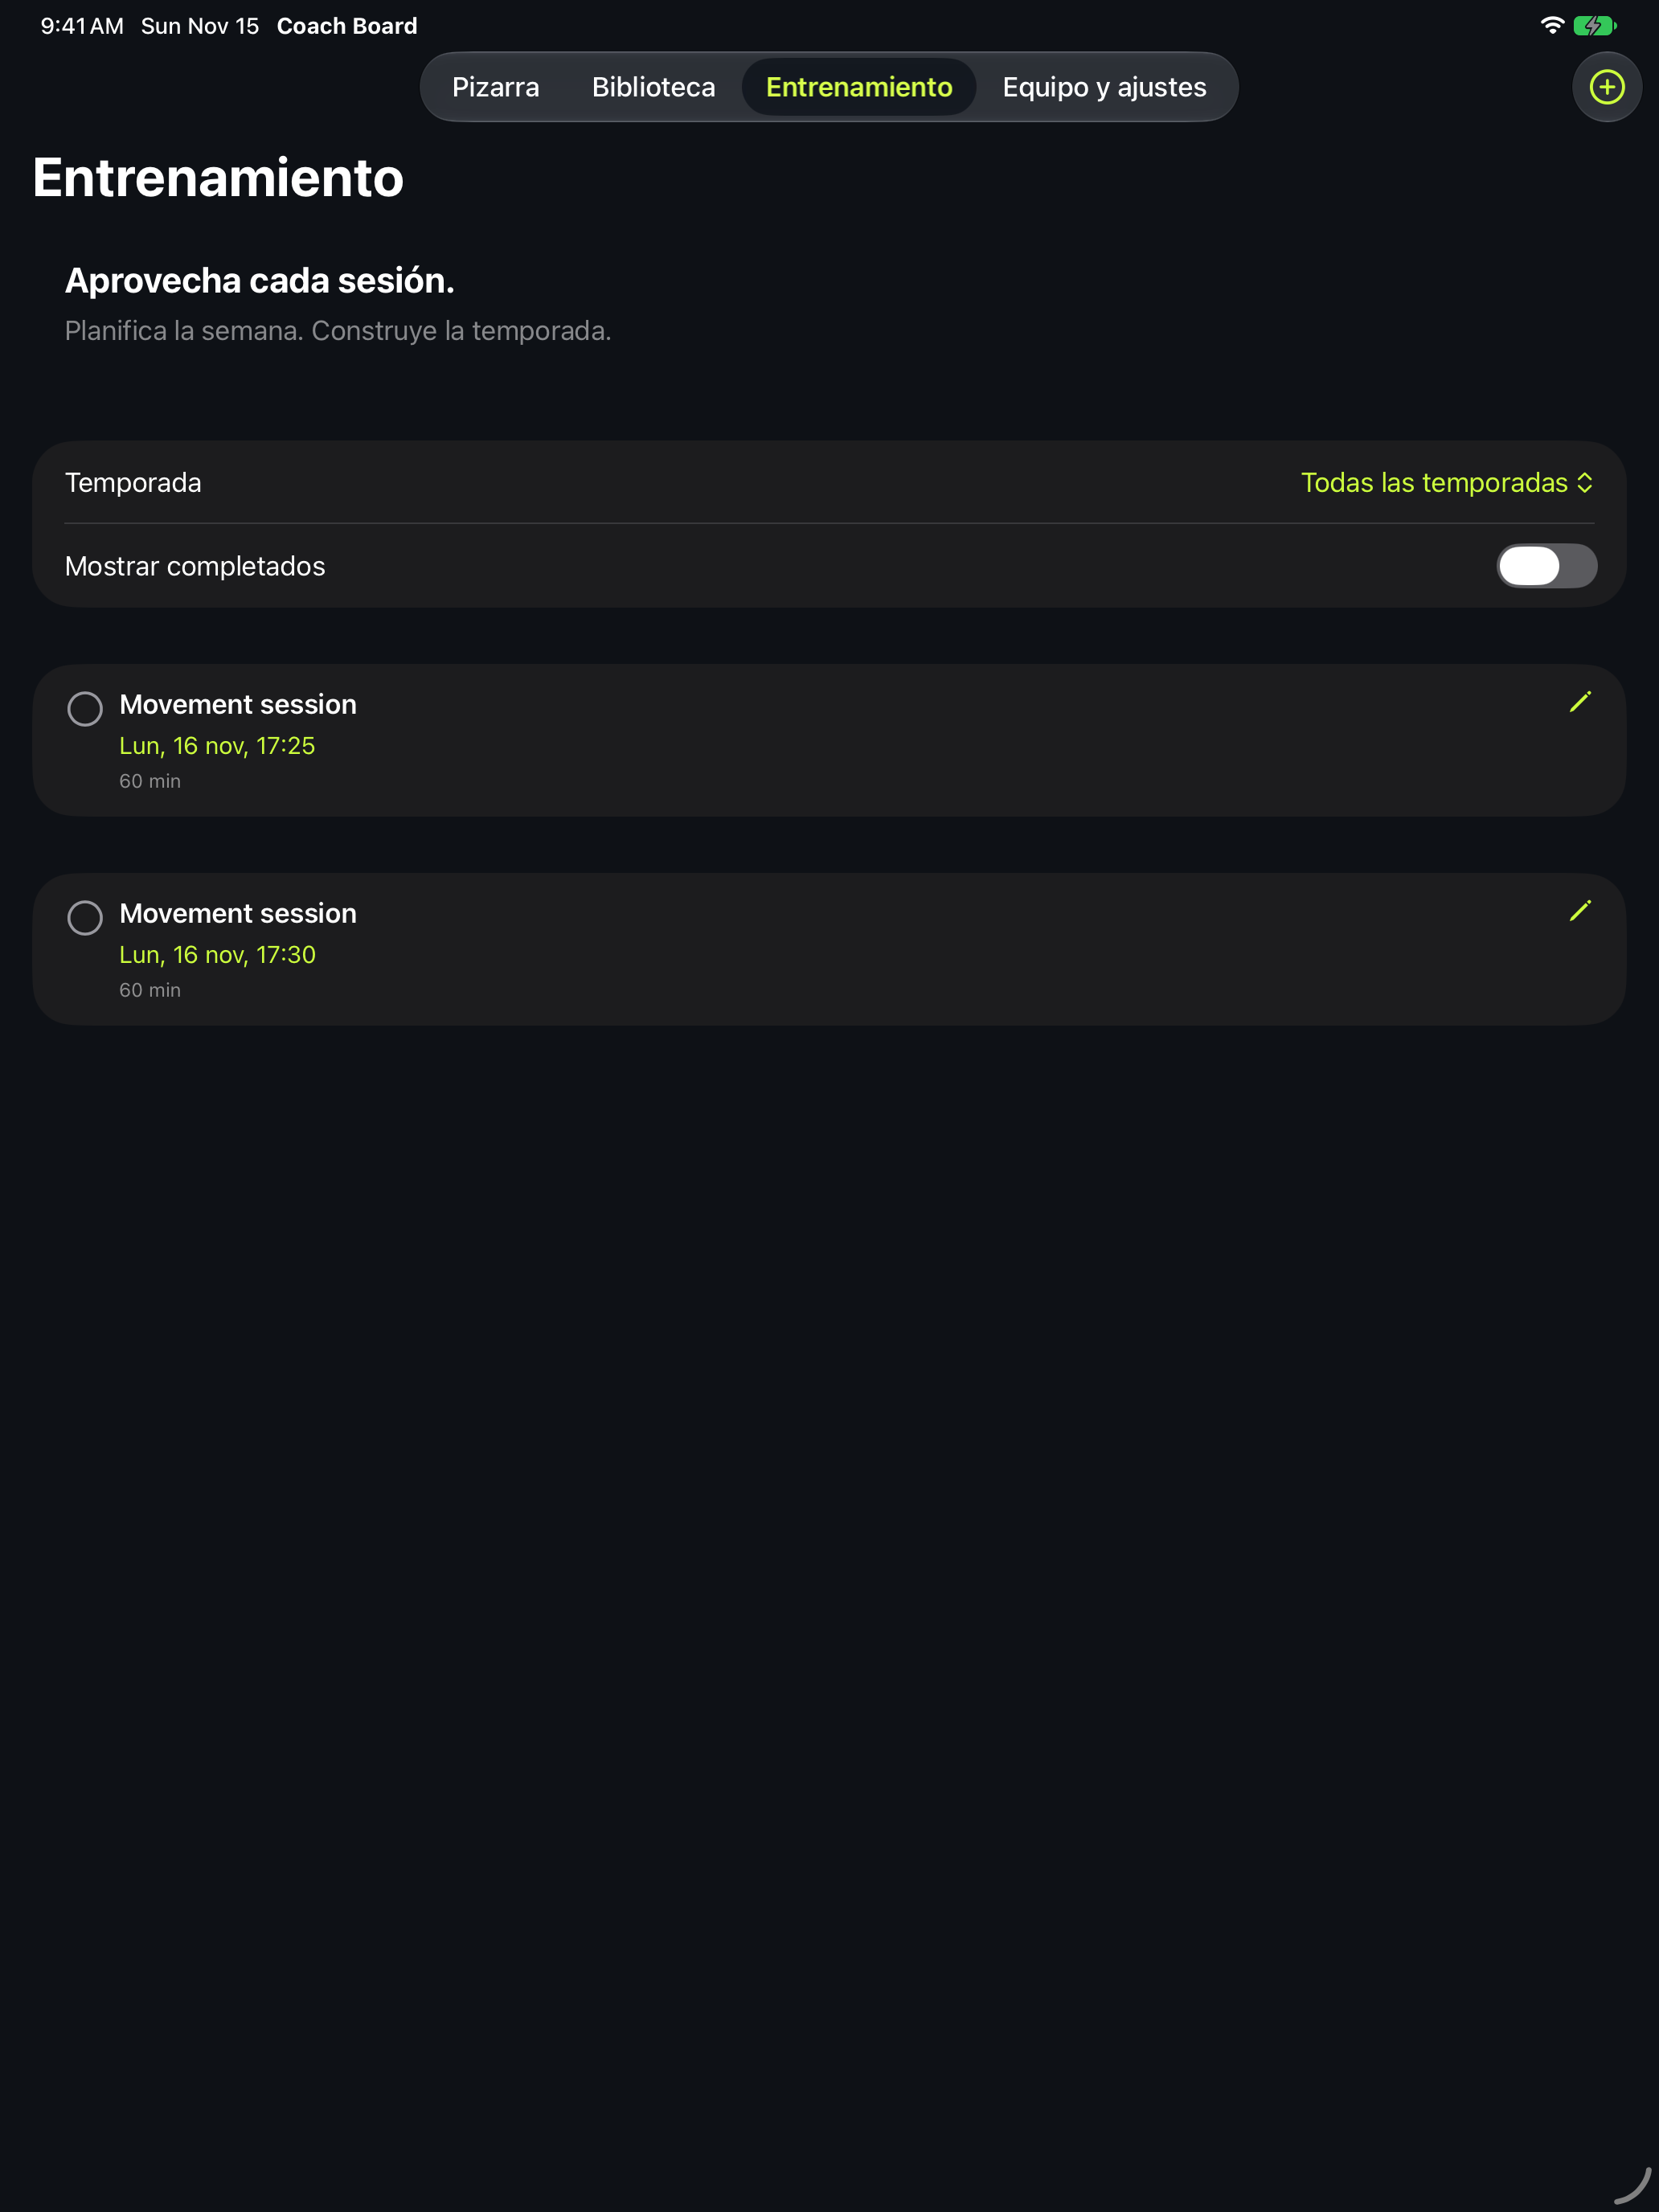 9:41 AM Sun Nov 15 Coach Board
Pizarra Biblioteca Entrenamiento Equipo y ajustes
Entrenamiento
Aprovecha cada sesión.
Planifica la semana. Construye la temporada.
Temporada Todas las temporadas
Mostrar completados
Movement session
Lun, 16 nov, 17:25
60 min
Movement session
Lun, 16 nov, 17:30
60 min